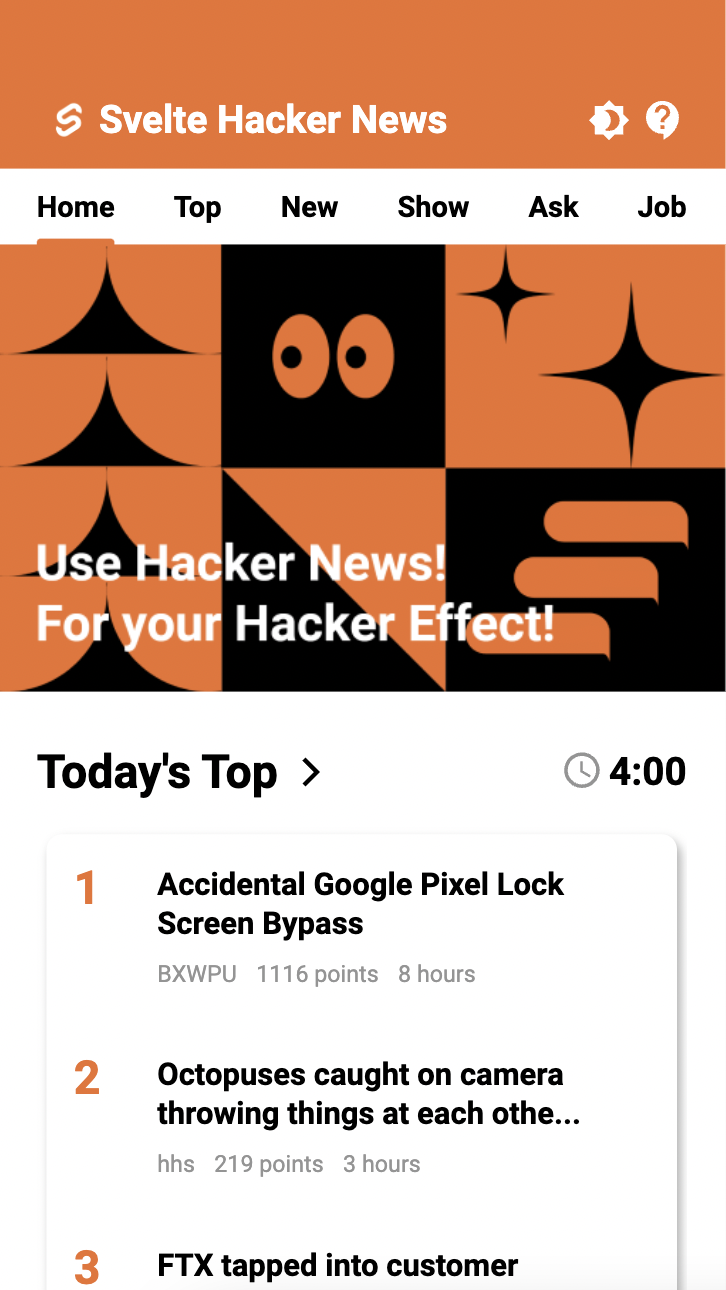 Svelte Hacker News
Home Top New Show Ask Job
Use Hacker News!
For your Hacker Effect!
Today's Top
4:00
1
Accidental Google Pixel Lock
Screen Bypass
BXWPU 1116 points 8 hours
2
Octopuses caught on camera
throwing things at each othe...
hhs 219 points 3 hours
3
FTX tapped into customer